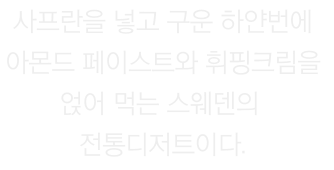 사프란을 넣고 구운 하얀번에
아몬드 페이스트와 휘핑크림을
얹어 먹는 스웨덴의
전통디저트이다.